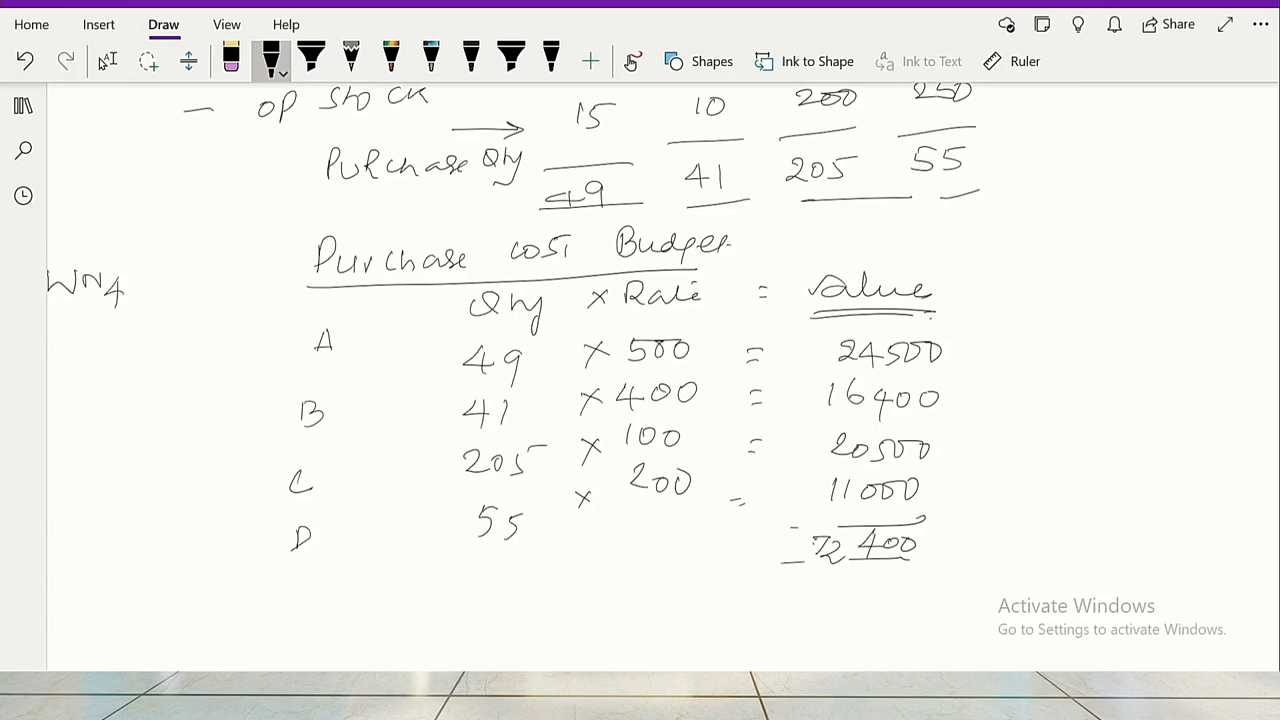 Home Insert Draw View Help Share
Shapes Ink to Shape Ink to Text Ruler
— OP Stock 15 10 200 250
Purchase Qty → 49 41 205 55
WN4 Purchase cost Budget
Qty × Rate = Value
A 49 × 500 = 24500
B 41 × 400 = 16400
C 205 × 100 = 20500
D 55 × 200 = 11000
= 72400
Activate Windows
Go to Settings to activate Windows.